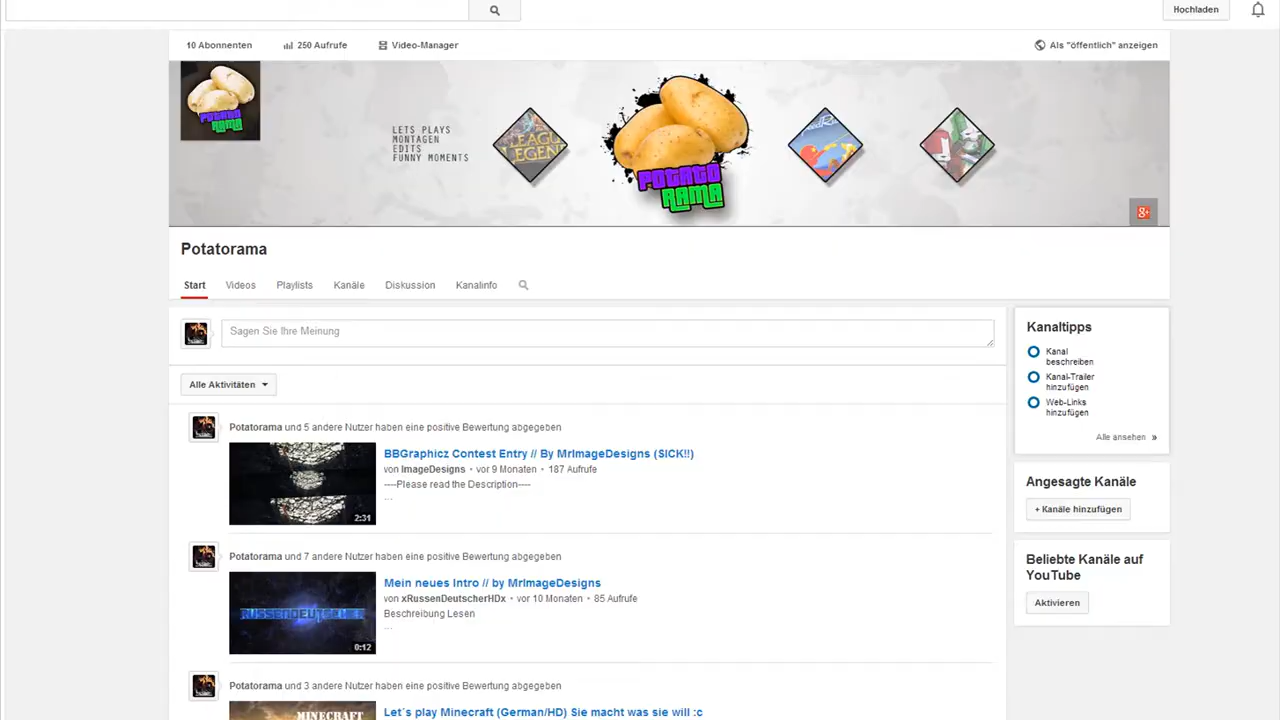 Hochladen
10 Abonnenten 250 Aufrufe Video-Manager Als "öffentlich" anzeigen
POTATO
RAMA
LETS PLAYS
MONTAGEN
EDITS
FUNNY MOMENTS
LEAGUE
LEGENDS
POTATO
RAMA
g+
Potatorama
Start Videos Playlists Kanäle Diskussion Kanalinfo
Sagen Sie Ihre Meinung
Alle Aktivitäten
Potatorama und 5 andere Nutzer haben eine positive Bewertung abgegeben
BBGraphicz Contest Entry // By MrImageDesigns (SICK!!)
von ImageDesigns • vor 9 Monaten • 187 Aufrufe
----Please read the Description----
...
2:31
Potatorama und 7 andere Nutzer haben eine positive Bewertung abgegeben
Mein neues Intro // by MrImageDesigns
von xRussenDeutscherHDx • vor 10 Monaten • 85 Aufrufe
Beschreibung Lesen
...
RUSSENDEUTSCHER
0:12
Potatorama und 3 andere Nutzer haben eine positive Bewertung abgegeben
Let´s play Minecraft (German/HD) Sie macht was sie will :c
MINECRAFT
Kanaltipps
Kanal
beschreiben
Kanal-Trailer
hinzufügen
Web-Links
hinzufügen
Alle ansehen »
Angesagte Kanäle
+ Kanäle hinzufügen
Beliebte Kanäle auf
YouTube
Aktivieren